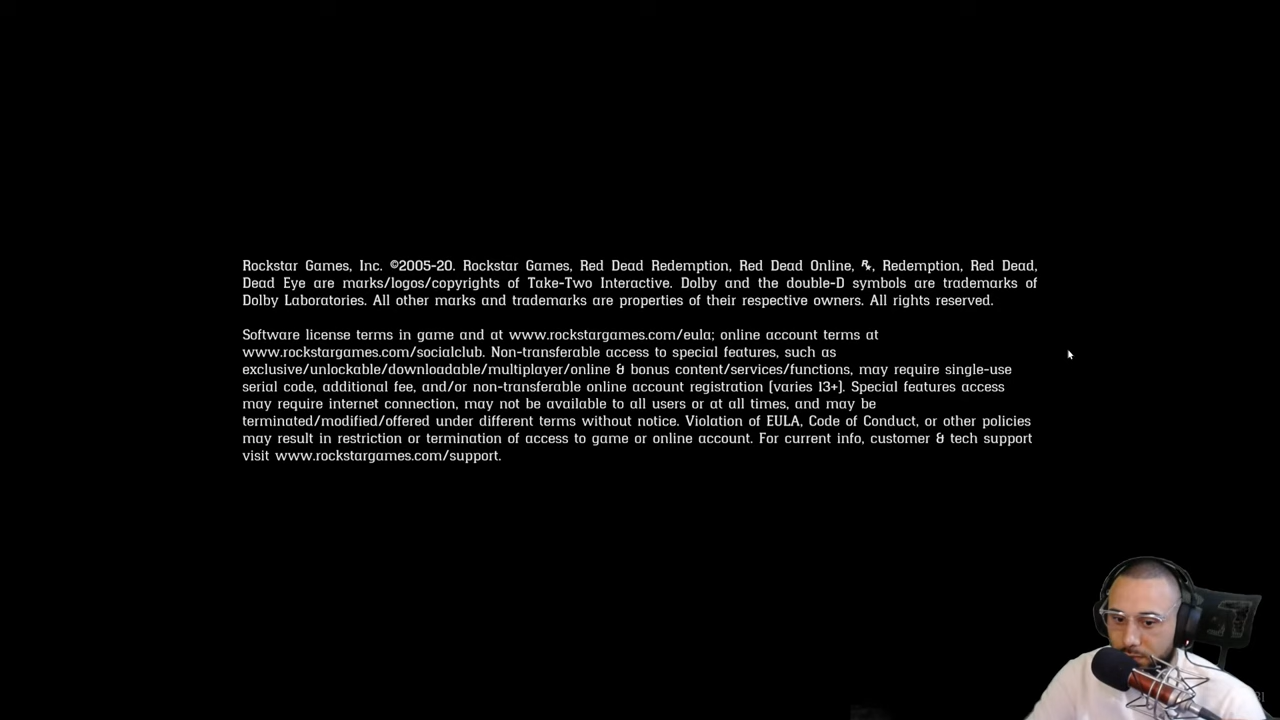 Rockstar Games, Inc. ©2005-20. Rockstar Games, Red Dead Redemption, Red Dead Online, R★, Redemption, Red Dead,
Dead Eye are marks/logos/copyrights of Take-Two Interactive. Dolby and the double-D symbols are trademarks of
Dolby Laboratories. All other marks and trademarks are properties of their respective owners. All rights reserved.
Software license terms in game and at www.rockstargames.com/eula; online account terms at
www.rockstargames.com/socialclub. Non-transferable access to special features, such as
exclusive/unlockable/downloadable/multiplayer/online & bonus content/services/functions, may require single-use
serial code, additional fee, and/or non-transferable online account registration (varies 13+). Special features access
may require internet connection, may not be available to all users or at all times, and may be
terminated/modified/offered under different terms without notice. Violation of EULA, Code of Conduct, or other policies
may result in restriction or termination of access to game or online account. For current info, customer & tech support
visit www.rockstargames.com/support.